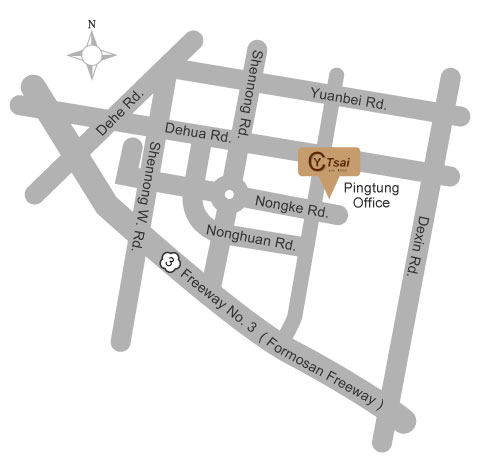 N
Yuanbei Rd.
Shennong Rd.
Dehe Rd.
Dehua Rd.
Shennong W. Rd.
CY Tsai
Pingtung
Office
Nongke Rd.
Nonghuan Rd.
Dexin Rd.
3
Freeway No. 3 ( Formosan Freeway )